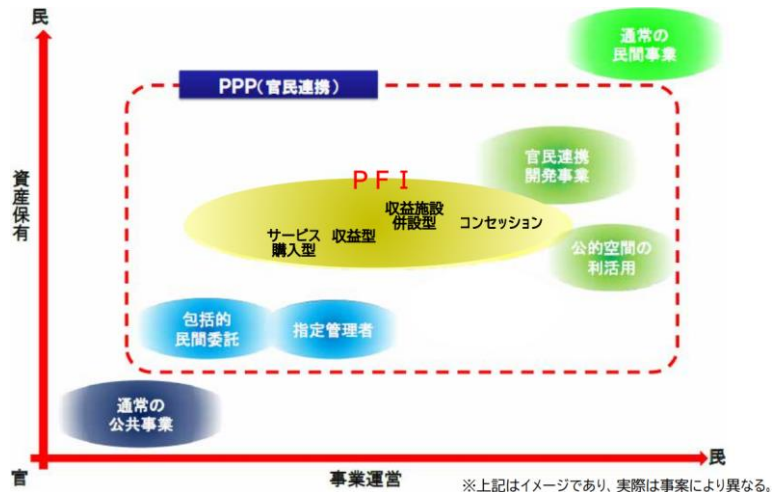 民
通常の
民間事業
PPP(官民連携)
官民連携
開発事業
PFI
資産保有
サービス
購入型
収益型
収益施設
併設型
コンセッション
公的空間の
利活用
包括的
民間委託
指定管理者
通常の
公共事業
官
事業運営
民
※上記はイメージであり、実際は事案により異なる。